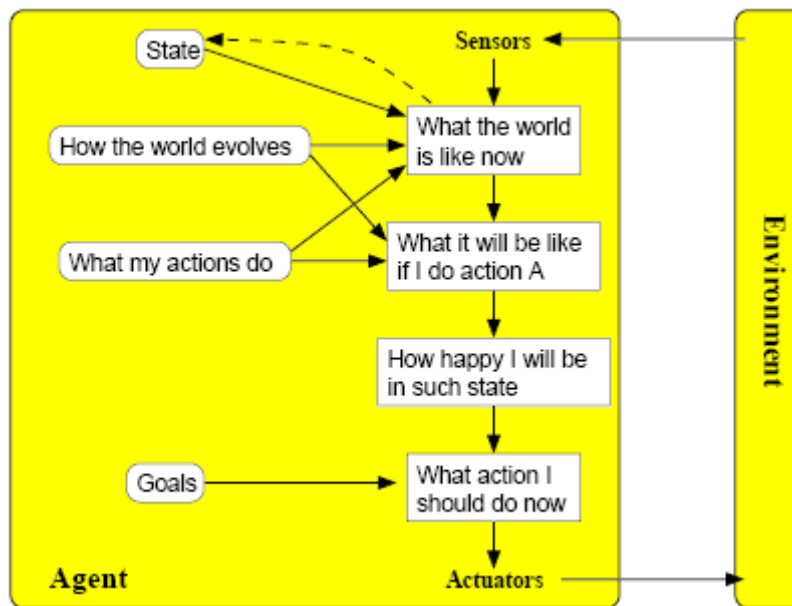 State
Sensors
What the world
is like now
How the world evolves
What my actions do
What it will be like
if I do action A
How happy I will be
in such state
Goals
What action I
should do now
Agent
Actuators
Environment